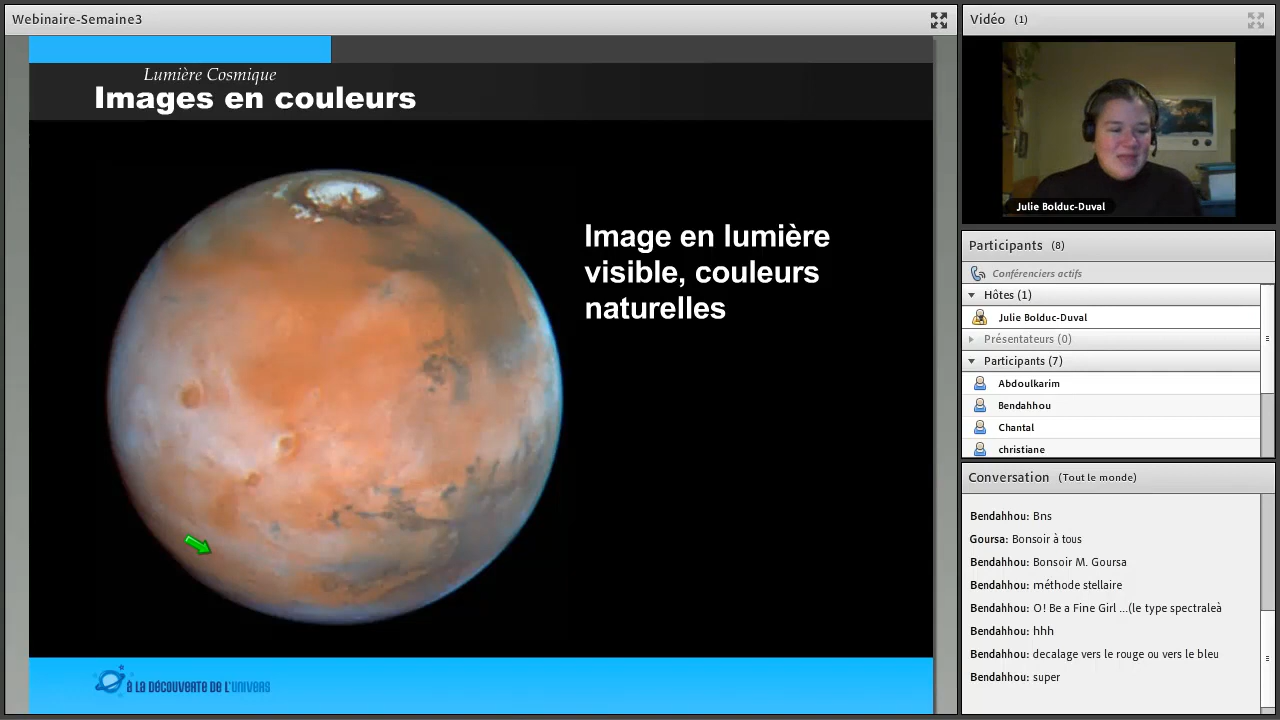 Webinaire-Semaine3
Lumière Cosmique
Images en couleurs
Image en lumière
visible, couleurs
naturelles
À LA DÉCOUVERTE DE L'UNIVERS
Vidéo (1)
Julie Bolduc-Duval
Participants (8)
Conférenciers actifs
Hôtes (1)
Julie Bolduc-Duval
Présentateurs (0)
Participants (7)
Abdoulkarim
Bendahhou
Chantal
christiane
Conversation (Tout le monde)
Bendahhou: Bns
Goursa: Bonsoir à tous
Bendahhou: Bonsoir M. Goursa
Bendahhou: méthode stellaire
Bendahhou: O! Be a Fine Girl ...(le type spectraleà
Bendahhou: hhh
Bendahhou: decalage vers le rouge ou vers le bleu
Bendahhou: super